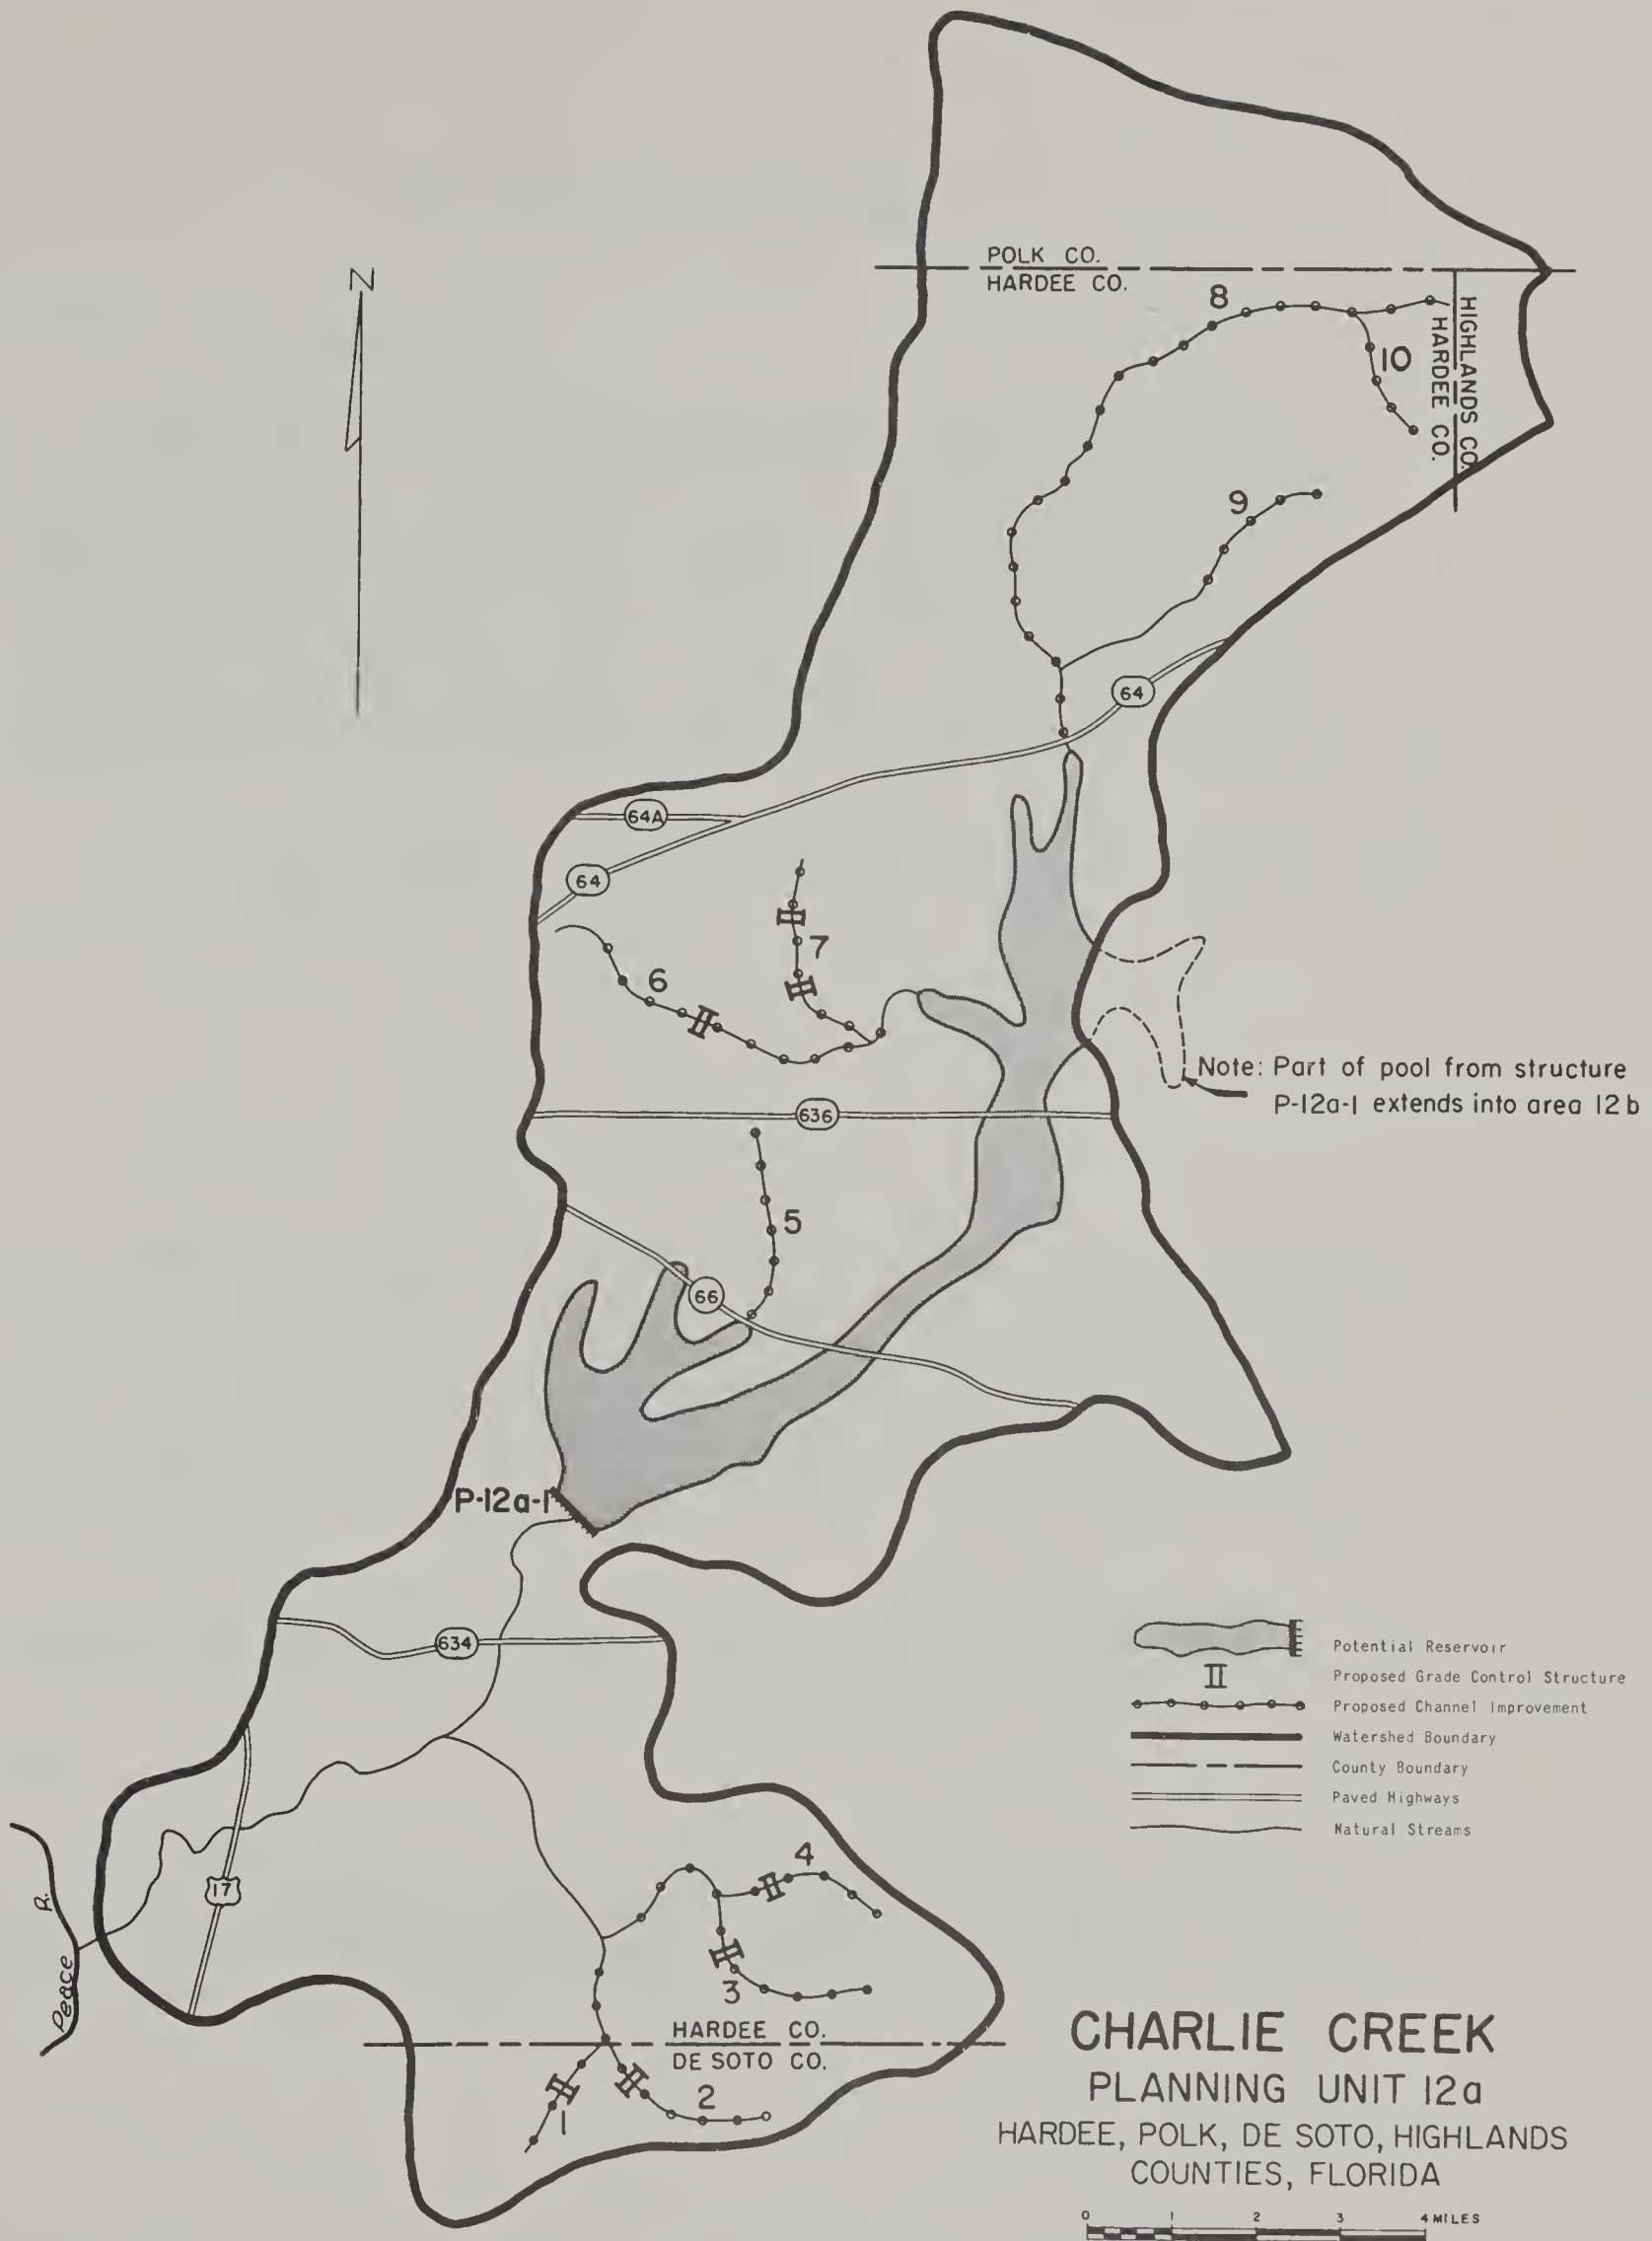 N
POLK CO.
HARDEE CO.
HIGHLANDS CO.
HARDEE CO.
8
10
9
64
64A
64
7
6
Note: Part of pool from structure
P-12a-1 extends into area 12b
636
5
66
P-12a-1
634
Potential Reservoir
Proposed Grade Control Structure
Proposed Channel Improvement
Watershed Boundary
County Boundary
Paved Highways
Natural Streams
4
17
Peace R.
3
HARDEE CO.
DE SOTO CO.
2
1
CHARLIE CREEK
PLANNING UNIT 12a
HARDEE, POLK, DE SOTO, HIGHLANDS
COUNTIES, FLORIDA
0 1 2 3 4 MILES